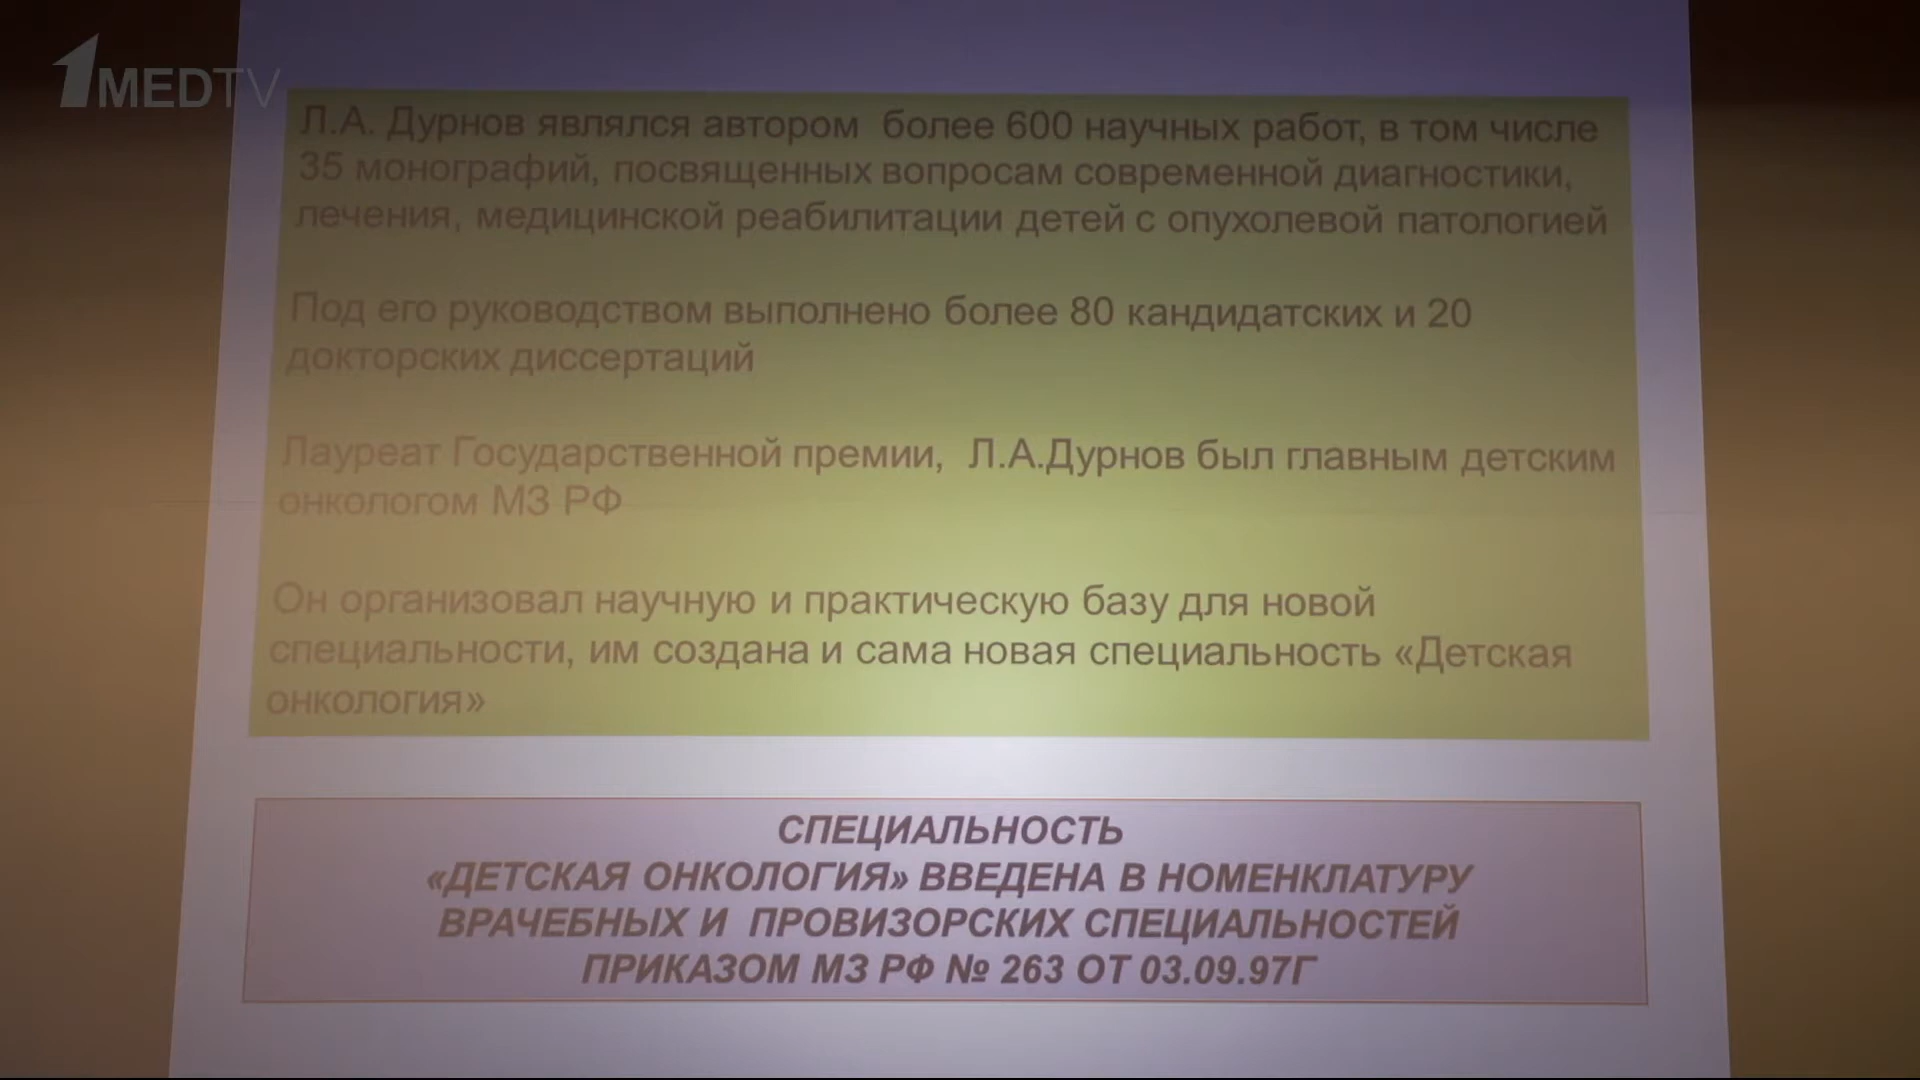 1MEDTV
Л.А. Дурнов являлся автором более 600 научных работ, в том числе
35 монографий, посвященных вопросам современной диагностики,
лечения, медицинской реабилитации детей с опухолевой патологией
Под его руководством выполнено более 80 кандидатских и 20
докторских диссертаций
Лауреат Государственной премии, Л.А.Дурнов был главным детским
онкологом МЗ РФ
Он организовал научную и практическую базу для новой
специальности, им создана и сама новая специальность «Детская
онкология»
СПЕЦИАЛЬНОСТЬ
«ДЕТСКАЯ ОНКОЛОГИЯ» ВВЕДЕНА В НОМЕНКЛАТУРУ
ВРАЧЕБНЫХ И ПРОВИЗОРСКИХ СПЕЦИАЛЬНОСТЕЙ
ПРИКАЗОМ МЗ РФ № 263 ОТ 03.09.97Г